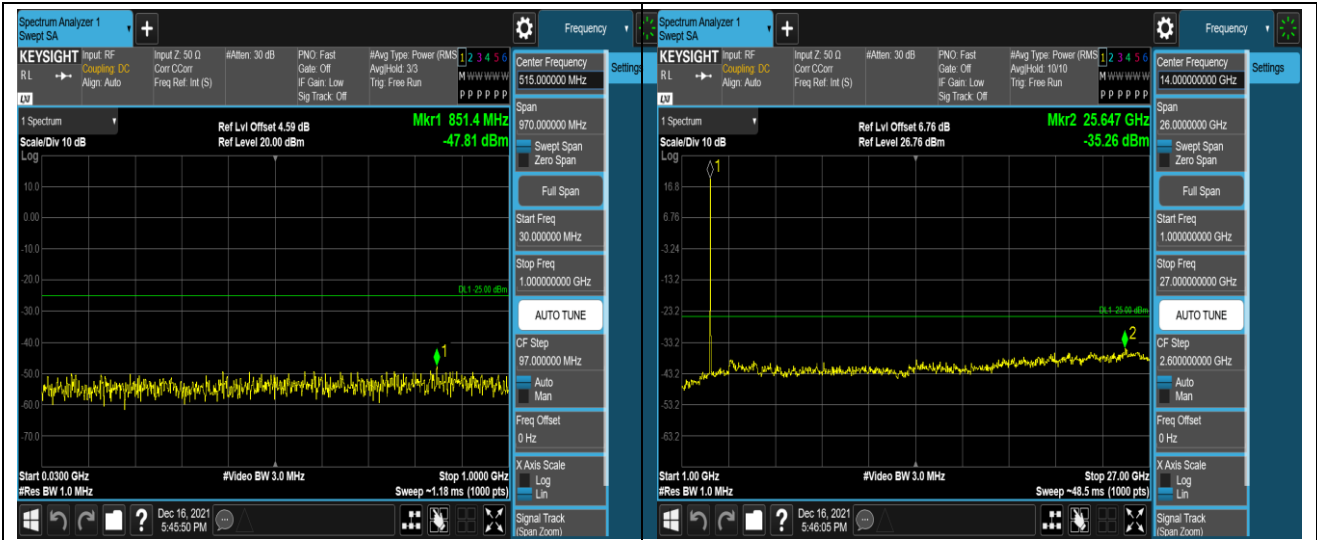 Spectrum Analyzer 1
Swept SA
+
Frequency
KEYSIGHT
RL
LXI
Input: RF
Coupling: DC
Align: Auto
Input Z: 50 Ω
Corr CCorr
Freq Ref: Int (S)
#Atten: 30 dB
PNO: Fast
Gate: Off
IF Gain: Low
Sig Track: Off
#Avg Type: Power (RMS
Avg|Hold: 3/3
Trig: Free Run
1 2 3 4 5 6
M W W W W W
P P P P P P
Center Frequency
515.000000 MHz
Settings
1 Spectrum
Scale/Div 10 dB
Log
Ref Lvl Offset 4.59 dB
Ref Level 20.00 dBm
Mkr1 851.4 MHz
-47.81 dBm
10.0
0.00
-10.0
-20.0
-30.0
-40.0
-50.0
-60.0
-70.0
DL1 -25.00 dBm
1
Start 0.0300 GHz
#Res BW 1.0 MHz
#Video BW 3.0 MHz
Stop 1.0000 GHz
Sweep ~1.18 ms (1000 pts)
Span
970.000000 MHz
Swept Span
Zero Span
Full Span
Start Freq
30.000000 MHz
Stop Freq
1.000000000 GHz
AUTO TUNE
CF Step
97.000000 MHz
Auto
Man
Freq Offset
0 Hz
X Axis Scale
Log
Lin
Signal Track
(Span Zoom)
?
Dec 16, 2021
5:45:50 PM
Spectrum Analyzer 1
Swept SA
+
Frequency
KEYSIGHT
RL
LXI
Input: RF
Coupling: DC
Align: Auto
Input Z: 50 Ω
Corr CCorr
Freq Ref: Int (S)
#Atten: 30 dB
PNO: Fast
Gate: Off
IF Gain: Low
Sig Track: Off
#Avg Type: Power (RMS
Avg|Hold: 10/10
Trig: Free Run
1 2 3 4 5 6
M W W W W W
P P P P P P
Center Frequency
14.000000000 GHz
Settings
1 Spectrum
Scale/Div 10 dB
Log
Ref Lvl Offset 6.76 dB
Ref Level 26.76 dBm
Mkr2 25.647 GHz
-35.26 dBm
16.8
6.76
-3.24
-13.2
-23.2
-33.2
-43.2
-53.2
-63.2
1
DL1 -25.00 dBm
2
Start 1.00 GHz
#Res BW 1.0 MHz
#Video BW 3.0 MHz
Stop 27.00 GHz
Sweep ~48.5 ms (1000 pts)
Span
26.0000000 GHz
Swept Span
Zero Span
Full Span
Start Freq
1.000000000 GHz
Stop Freq
27.000000000 GHz
AUTO TUNE
CF Step
2.600000000 GHz
Auto
Man
Freq Offset
0 Hz
X Axis Scale
Log
Lin
Signal Track
(Span Zoom)
?
Dec 16, 2021
5:46:05 PM